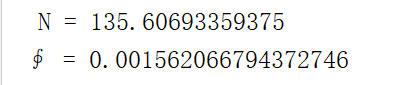 N = 135.60693359375
∮ = 0.001562066794372746